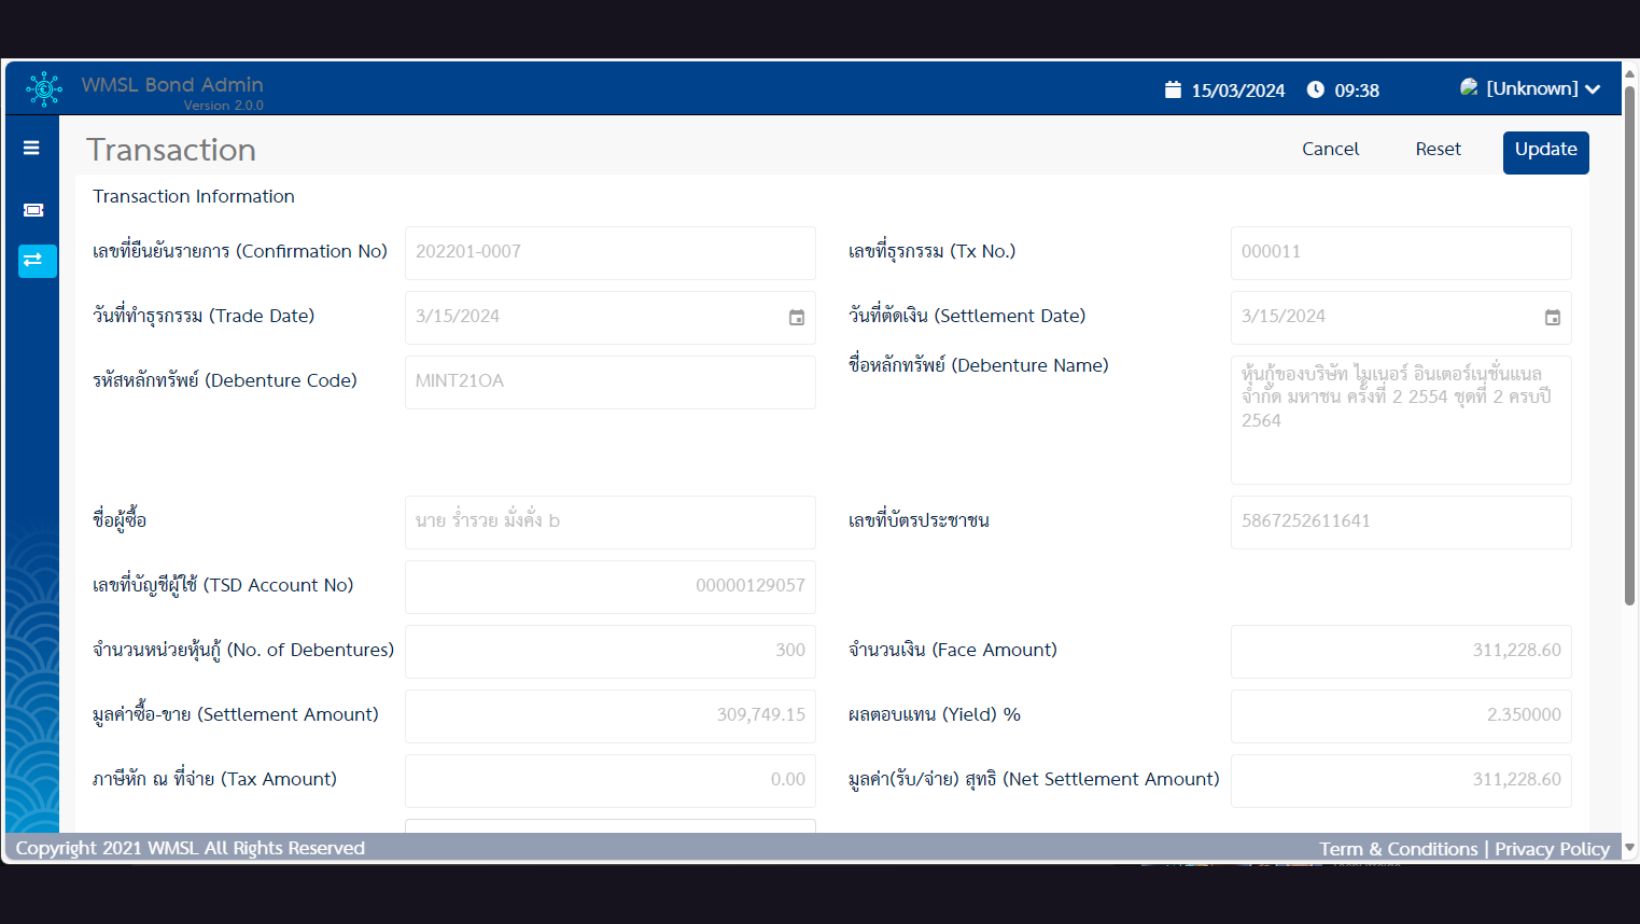 WMSL Bond Admin
Version 2.0.0
15/03/2024 09:38 [Unknown]
Transaction
Cancel Reset Update
Transaction Information
เลขที่ยืนยันรายการ (Confirmation No) 202201-0007 เลขที่ธุรกรรม (Tx No.) 000011
วันที่ทำธุรกรรม (Trade Date) 3/15/2024 วันที่ตัดเงิน (Settlement Date) 3/15/2024
รหัสหลักทรัพย์ (Debenture Code) MINT21OA ชื่อหลักทรัพย์ (Debenture Name)
หุ้นกู้ของบริษัท ไมเนอร์ อินเตอร์เนชั่นแนล
จำกัด มหาชน ครั้งที่ 2 2554 ชุดที่ 2 ครบปี
2564
ชื่อผู้ซื้อ นาย ร่ำรวย มั่งคั่ง b เลขที่บัตรประชาชน 5867252611641
เลขที่บัญชีผู้ใช้ (TSD Account No) 00000129057
จำนวนหน่วยหุ้นกู้ (No. of Debentures) 300 จำนวนเงิน (Face Amount) 311,228.60
มูลค่าซื้อ-ขาย (Settlement Amount) 309,749.15 ผลตอบแทน (Yield) % 2.350000
ภาษีหัก ณ ที่จ่าย (Tax Amount) 0.00 มูลค่า(รับ/จ่าย) สุทธิ (Net Settlement Amount) 311,228.60
Copyright 2021 WMSL All Rights Reserved
Term & Conditions | Privacy Policy